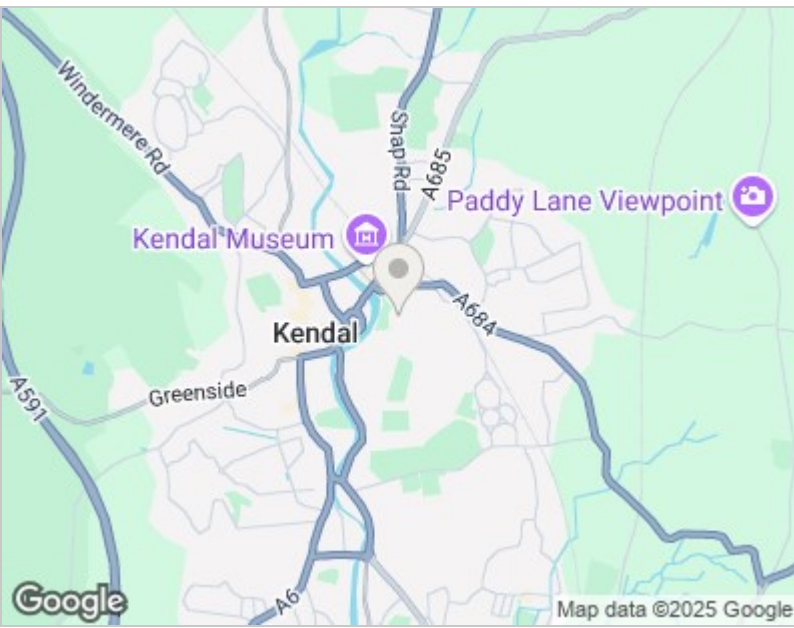 Windermere Rd
Shap Rd
A685
Paddy Lane Viewpoint
Kendal Museum
A684
Kendal
Greenside
A591
A6
Google
Map data ©2025 Google